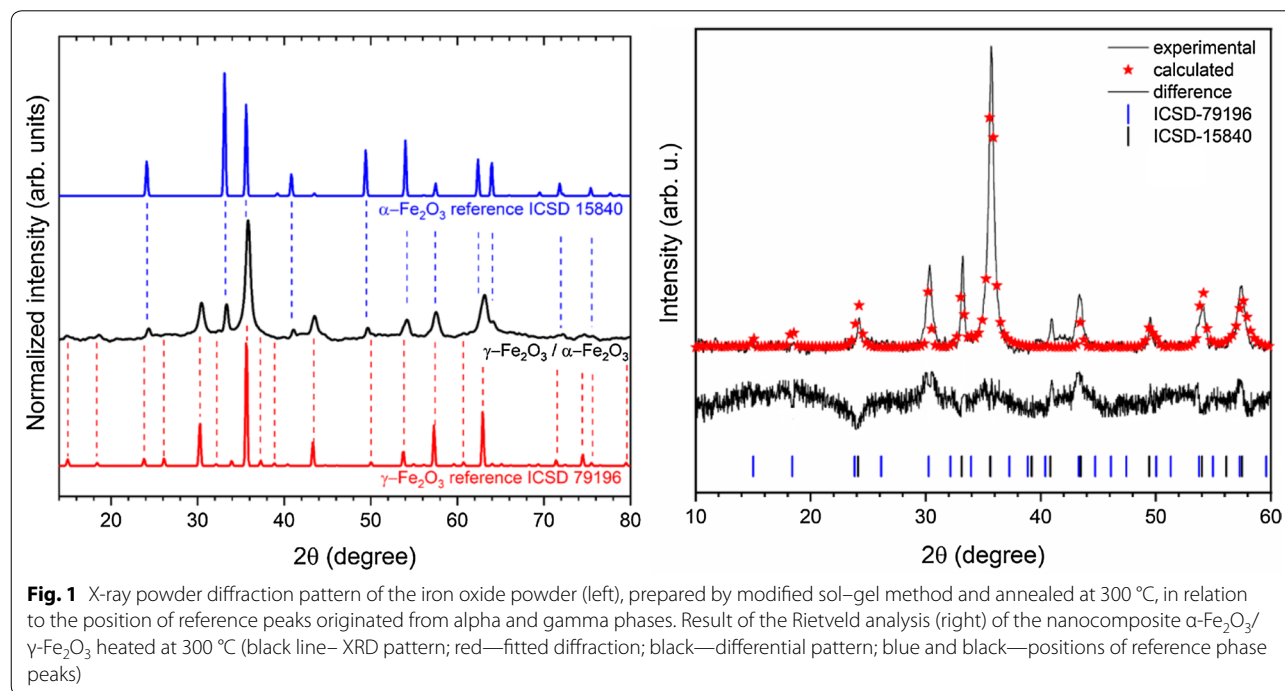 Normalized intensity (arb. units)
α–Fe₂O₃ reference ICSD 15840
γ–Fe₂O₃ / α–Fe₂O₃
γ–Fe₂O₃ reference ICSD 79196
20 30 40 50 60 70 80
2θ (degree)
Intensity (arb. u.)
experimental
calculated
difference
ICSD-79196
ICSD-15840
10 20 30 40 50 60
2θ (degree)
Fig. 1 X-ray powder diffraction pattern of the iron oxide powder (left), prepared by modified sol–gel method and annealed at 300 °C, in relation
to the position of reference peaks originated from alpha and gamma phases. Result of the Rietveld analysis (right) of the nanocomposite α-Fe₂O₃/
γ-Fe₂O₃ heated at 300 °C (black line– XRD pattern; red—fitted diffraction; black—differential pattern; blue and black—positions of reference phase
peaks)